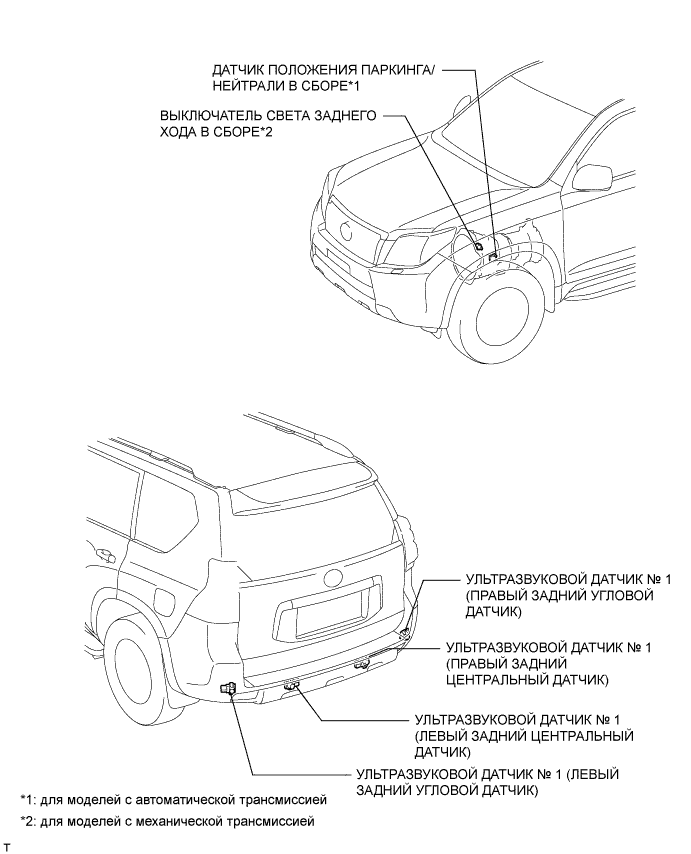 ДАТЧИК ПОЛОЖЕНИЯ ПАРКИНГА/
НЕЙТРАЛИ В СБОРЕ*1
ВЫКЛЮЧАТЕЛЬ СВЕТА ЗАДНЕГО
ХОДА В СБОРЕ*2
УЛЬТРАЗВУКОВОЙ ДАТЧИК № 1
(ПРАВЫЙ ЗАДНИЙ УГЛОВОЙ
ДАТЧИК)
УЛЬТРАЗВУКОВОЙ ДАТЧИК № 1
(ПРАВЫЙ ЗАДНИЙ
ЦЕНТРАЛЬНЫЙ ДАТЧИК)
УЛЬТРАЗВУКОВОЙ ДАТЧИК № 1
(ЛЕВЫЙ ЗАДНИЙ ЦЕНТРАЛЬНЫЙ
ДАТЧИК)
УЛЬТРАЗВУКОВОЙ ДАТЧИК № 1 (ЛЕВЫЙ
ЗАДНИЙ УГЛОВОЙ ДАТЧИК)
*1: для моделей с автоматической трансмиссией
*2: для моделей с механической трансмиссией
T